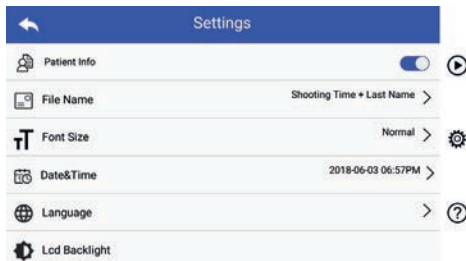 Settings
Patient Info
File Name
Shooting Time + Last Name
Font Size
Normal
Date&Time
2018-06-03 06:57PM
Language
Lcd Backlight